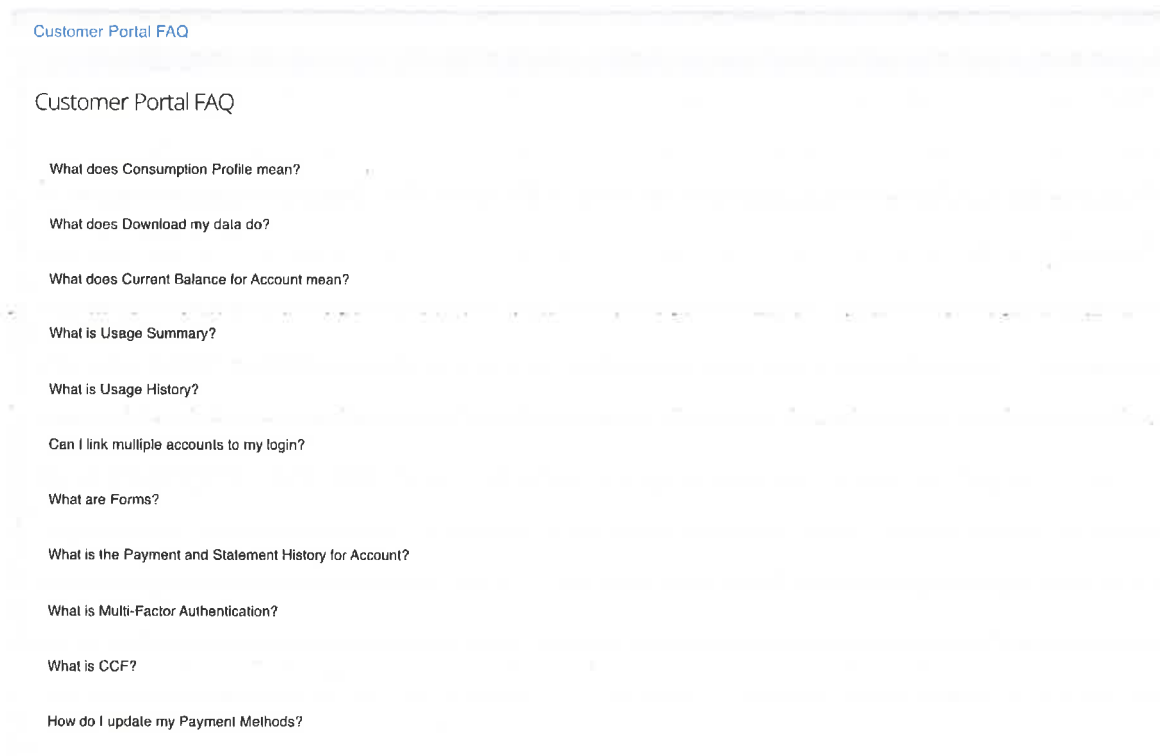 Customer Portal FAQ
Customer Portal FAQ
What does Consumption Profile mean?
What does Download my data do?
What does Current Balance for Account mean?
What is Usage Summary?
What is Usage History?
Can I link multiple accounts to my login?
What are Forms?
What is the Payment and Statement History for Account?
What is Multi-Factor Authentication?
What is CCF?
How do I update my Payment Methods?